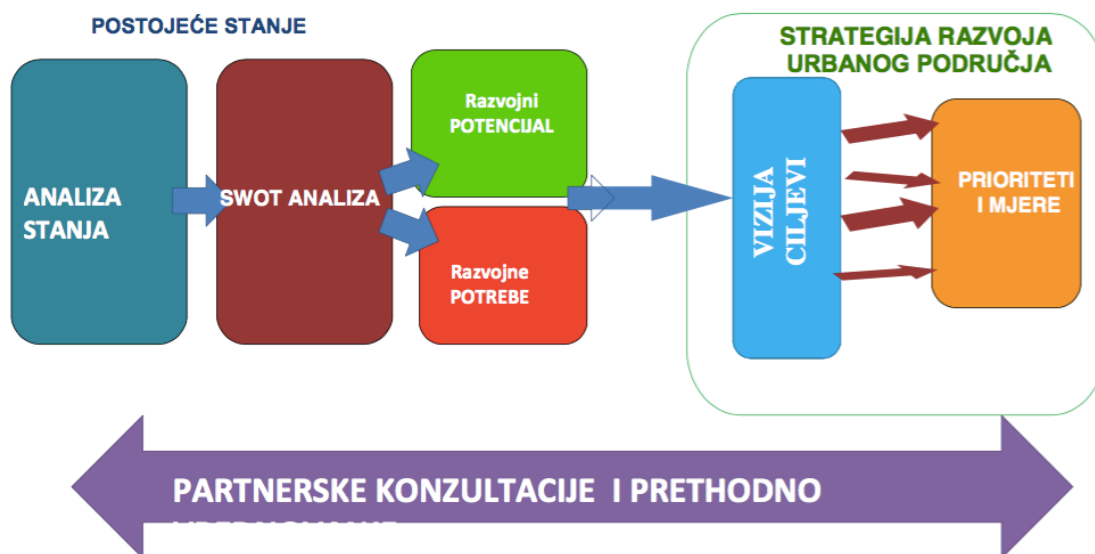 POSTOJEĆE STANJE
STRATEGIJA RAZVOJA
URBANOG PODRUČJA
ANALIZA
STANJA
SWOT ANALIZA
Razvojni
POTENCIJAL
Razvojne
POTREBE
VIZIJA
CILJEVI
PRIORITETI
I MJERE
PARTNERSKE KONZULTACIJE I PRETHODNO